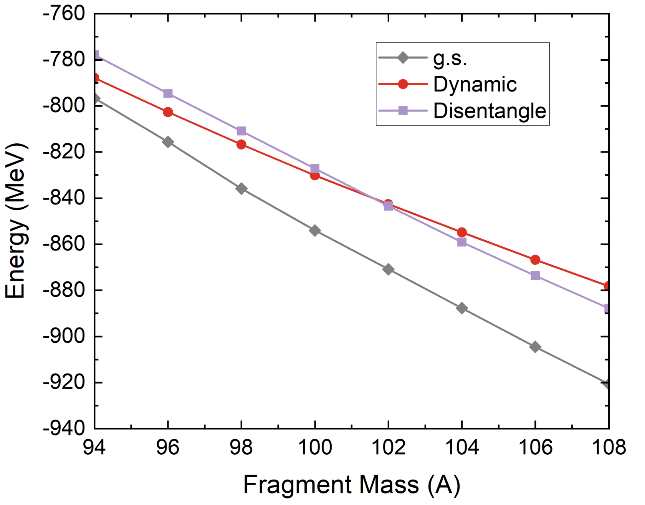 -760
-780
-800
-820
-840
-860
-880
-900
-920
-940
Energy (MeV)
g.s.
Dynamic
Disentangle
94 96 98 100 102 104 106 108
Fragment Mass (A)